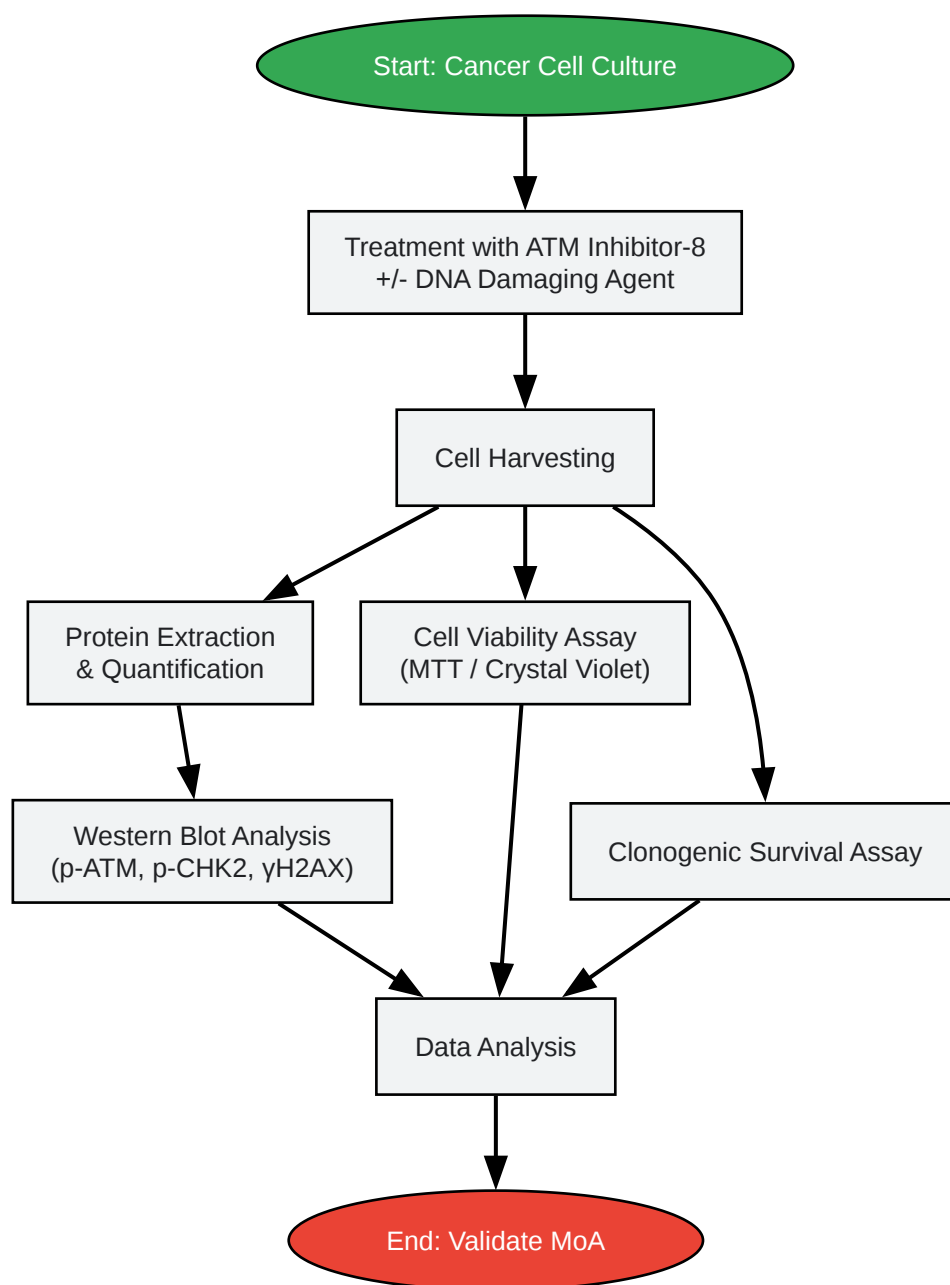 Start: Cancer Cell Culture
Treatment with ATM Inhibitor-8
+/- DNA Damaging Agent
Cell Harvesting
Protein Extraction
& Quantification
Cell Viability Assay
(MTT / Crystal Violet)
Western Blot Analysis
(p-ATM, p-CHK2, γH2AX)
Clonogenic Survival Assay
Data Analysis
End: Validate MoA